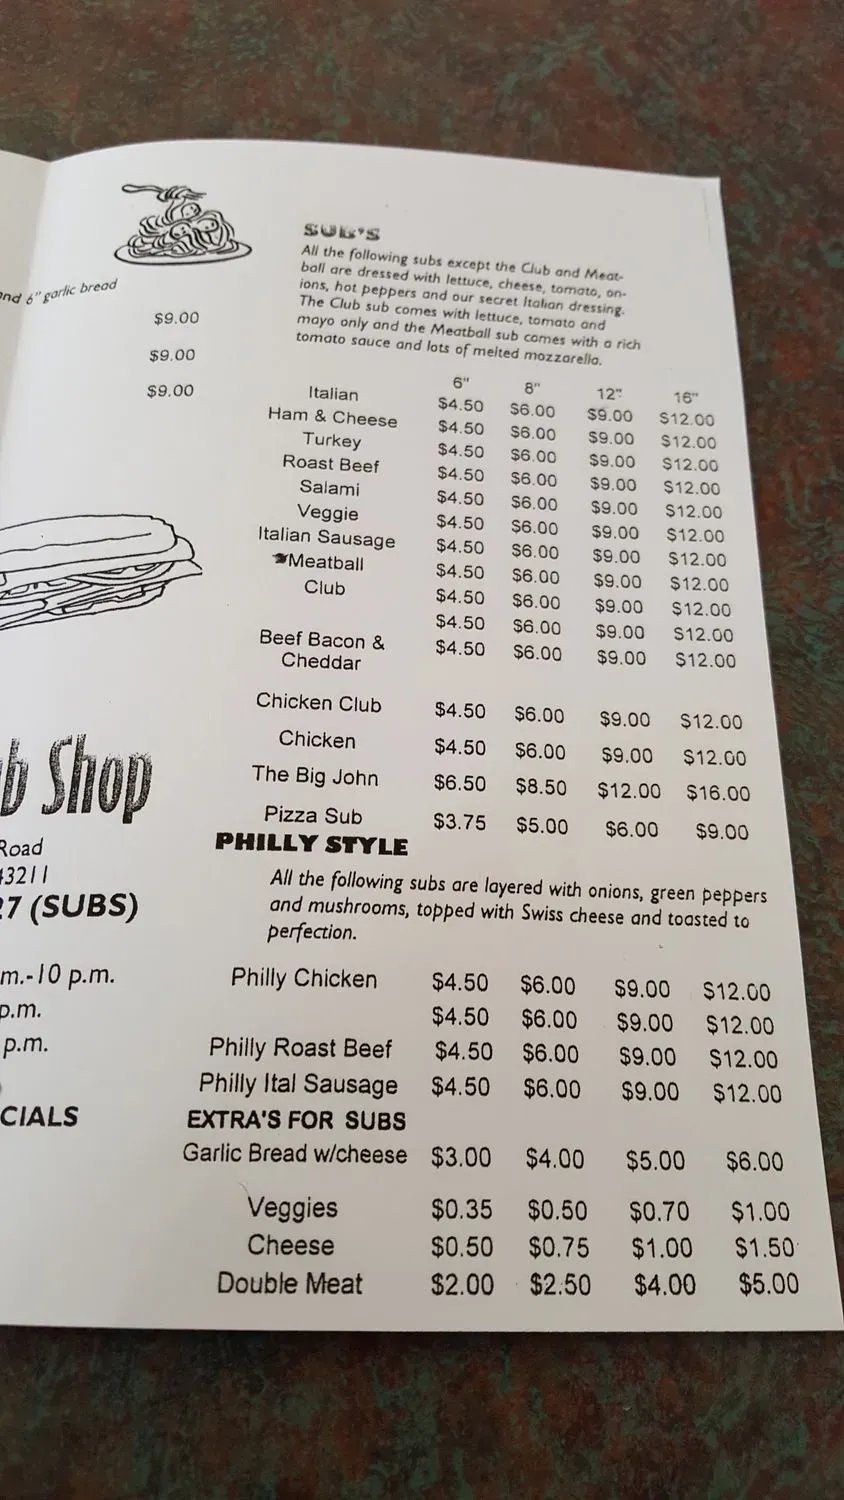 and 6" garlic bread
$9.00
$9.00
$9.00
b Shop
Road
43211
27 (SUBS)
m.-10 p.m.
p.m.
p.m.
CIALS
SUB'S
All the following subs except the Club and Meat-
ball are dressed with lettuce, cheese, tomato, on-
ions, hot peppers and our secret Italian dressing.
The Club sub comes with lettuce, tomato and
mayo only and the Meatball sub comes with a rich
tomato sauce and lots of melted mozzarella.
6" 8" 12" 16"
Italian $4.50 $6.00 $9.00 $12.00
Ham & Cheese $4.50 $6.00 $9.00 $12.00
Turkey $4.50 $6.00 $9.00 $12.00
Roast Beef $4.50 $6.00 $9.00 $12.00
Salami $4.50 $6.00 $9.00 $12.00
Veggie $4.50 $6.00 $9.00 $12.00
Italian Sausage $4.50 $6.00 $9.00 $12.00
Meatball $4.50 $6.00 $9.00 $12.00
Club $4.50 $6.00 $9.00 $12.00
$4.50 $6.00 $9.00 $12.00
Beef Bacon & $4.50 $6.00 $9.00 $12.00
Cheddar
Chicken Club $4.50 $6.00 $9.00 $12.00
Chicken $4.50 $6.00 $9.00 $12.00
The Big John $6.50 $8.50 $12.00 $16.00
Pizza Sub $3.75 $5.00 $6.00 $9.00
PHILLY STYLE
All the following subs are layered with onions, green peppers
and mushrooms, topped with Swiss cheese and toasted to
perfection.
Philly Chicken $4.50 $6.00 $9.00 $12.00
$4.50 $6.00 $9.00 $12.00
Philly Roast Beef $4.50 $6.00 $9.00 $12.00
Philly Ital Sausage $4.50 $6.00 $9.00 $12.00
EXTRA'S FOR SUBS
Garlic Bread w/cheese $3.00 $4.00 $5.00 $6.00
Veggies $0.35 $0.50 $0.70 $1.00
Cheese $0.50 $0.75 $1.00 $1.50
Double Meat $2.00 $2.50 $4.00 $5.00